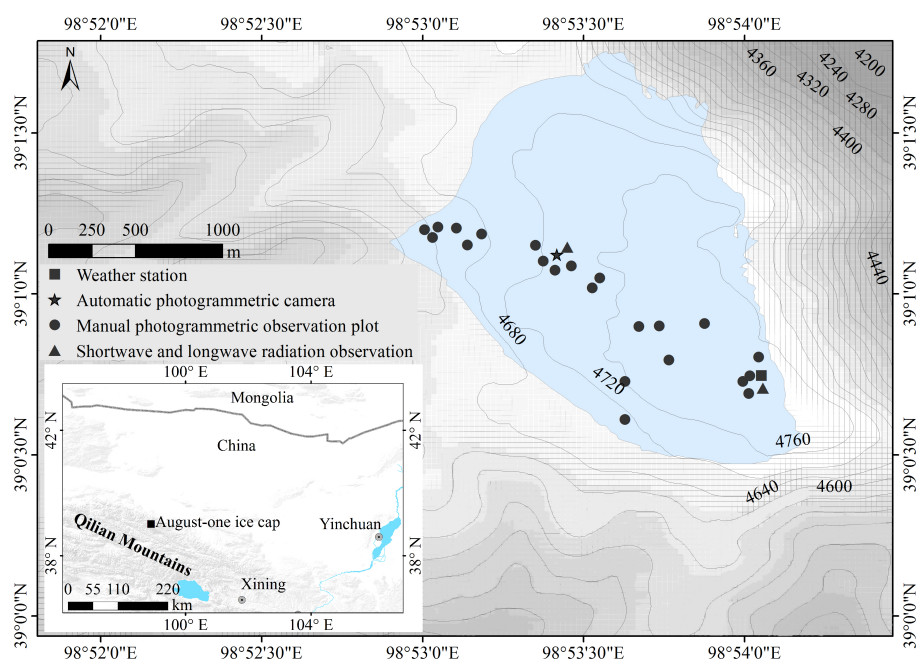 98°52'0"E 98°52'30"E 98°53'0"E 98°53'30"E 98°54'0"E
N
4360
4240
4200
4320
4280
4400
39°1'30"N
39°1'30"N
0 250 500 1000
m
4440
Weather station
39°1'0"N
39°1'0"N
Automatic photogrammetric camera
Manual photogrammetric observation plot
Shortwave and longwave radiation observation
4680
4720
4760
4640
4600
100° E 104° E
Mongolia
China
42° N
42° N
39°0'30"N
39°0'30"N
August-one ice cap
Yinchuan
Qilian Mountains
38° N
38° N
Xining
0 55 110 220
km
100° E 104° E
39°0'0"N
39°0'0"N
98°52'0"E 98°52'30"E 98°53'0"E 98°53'30"E 98°54'0"E